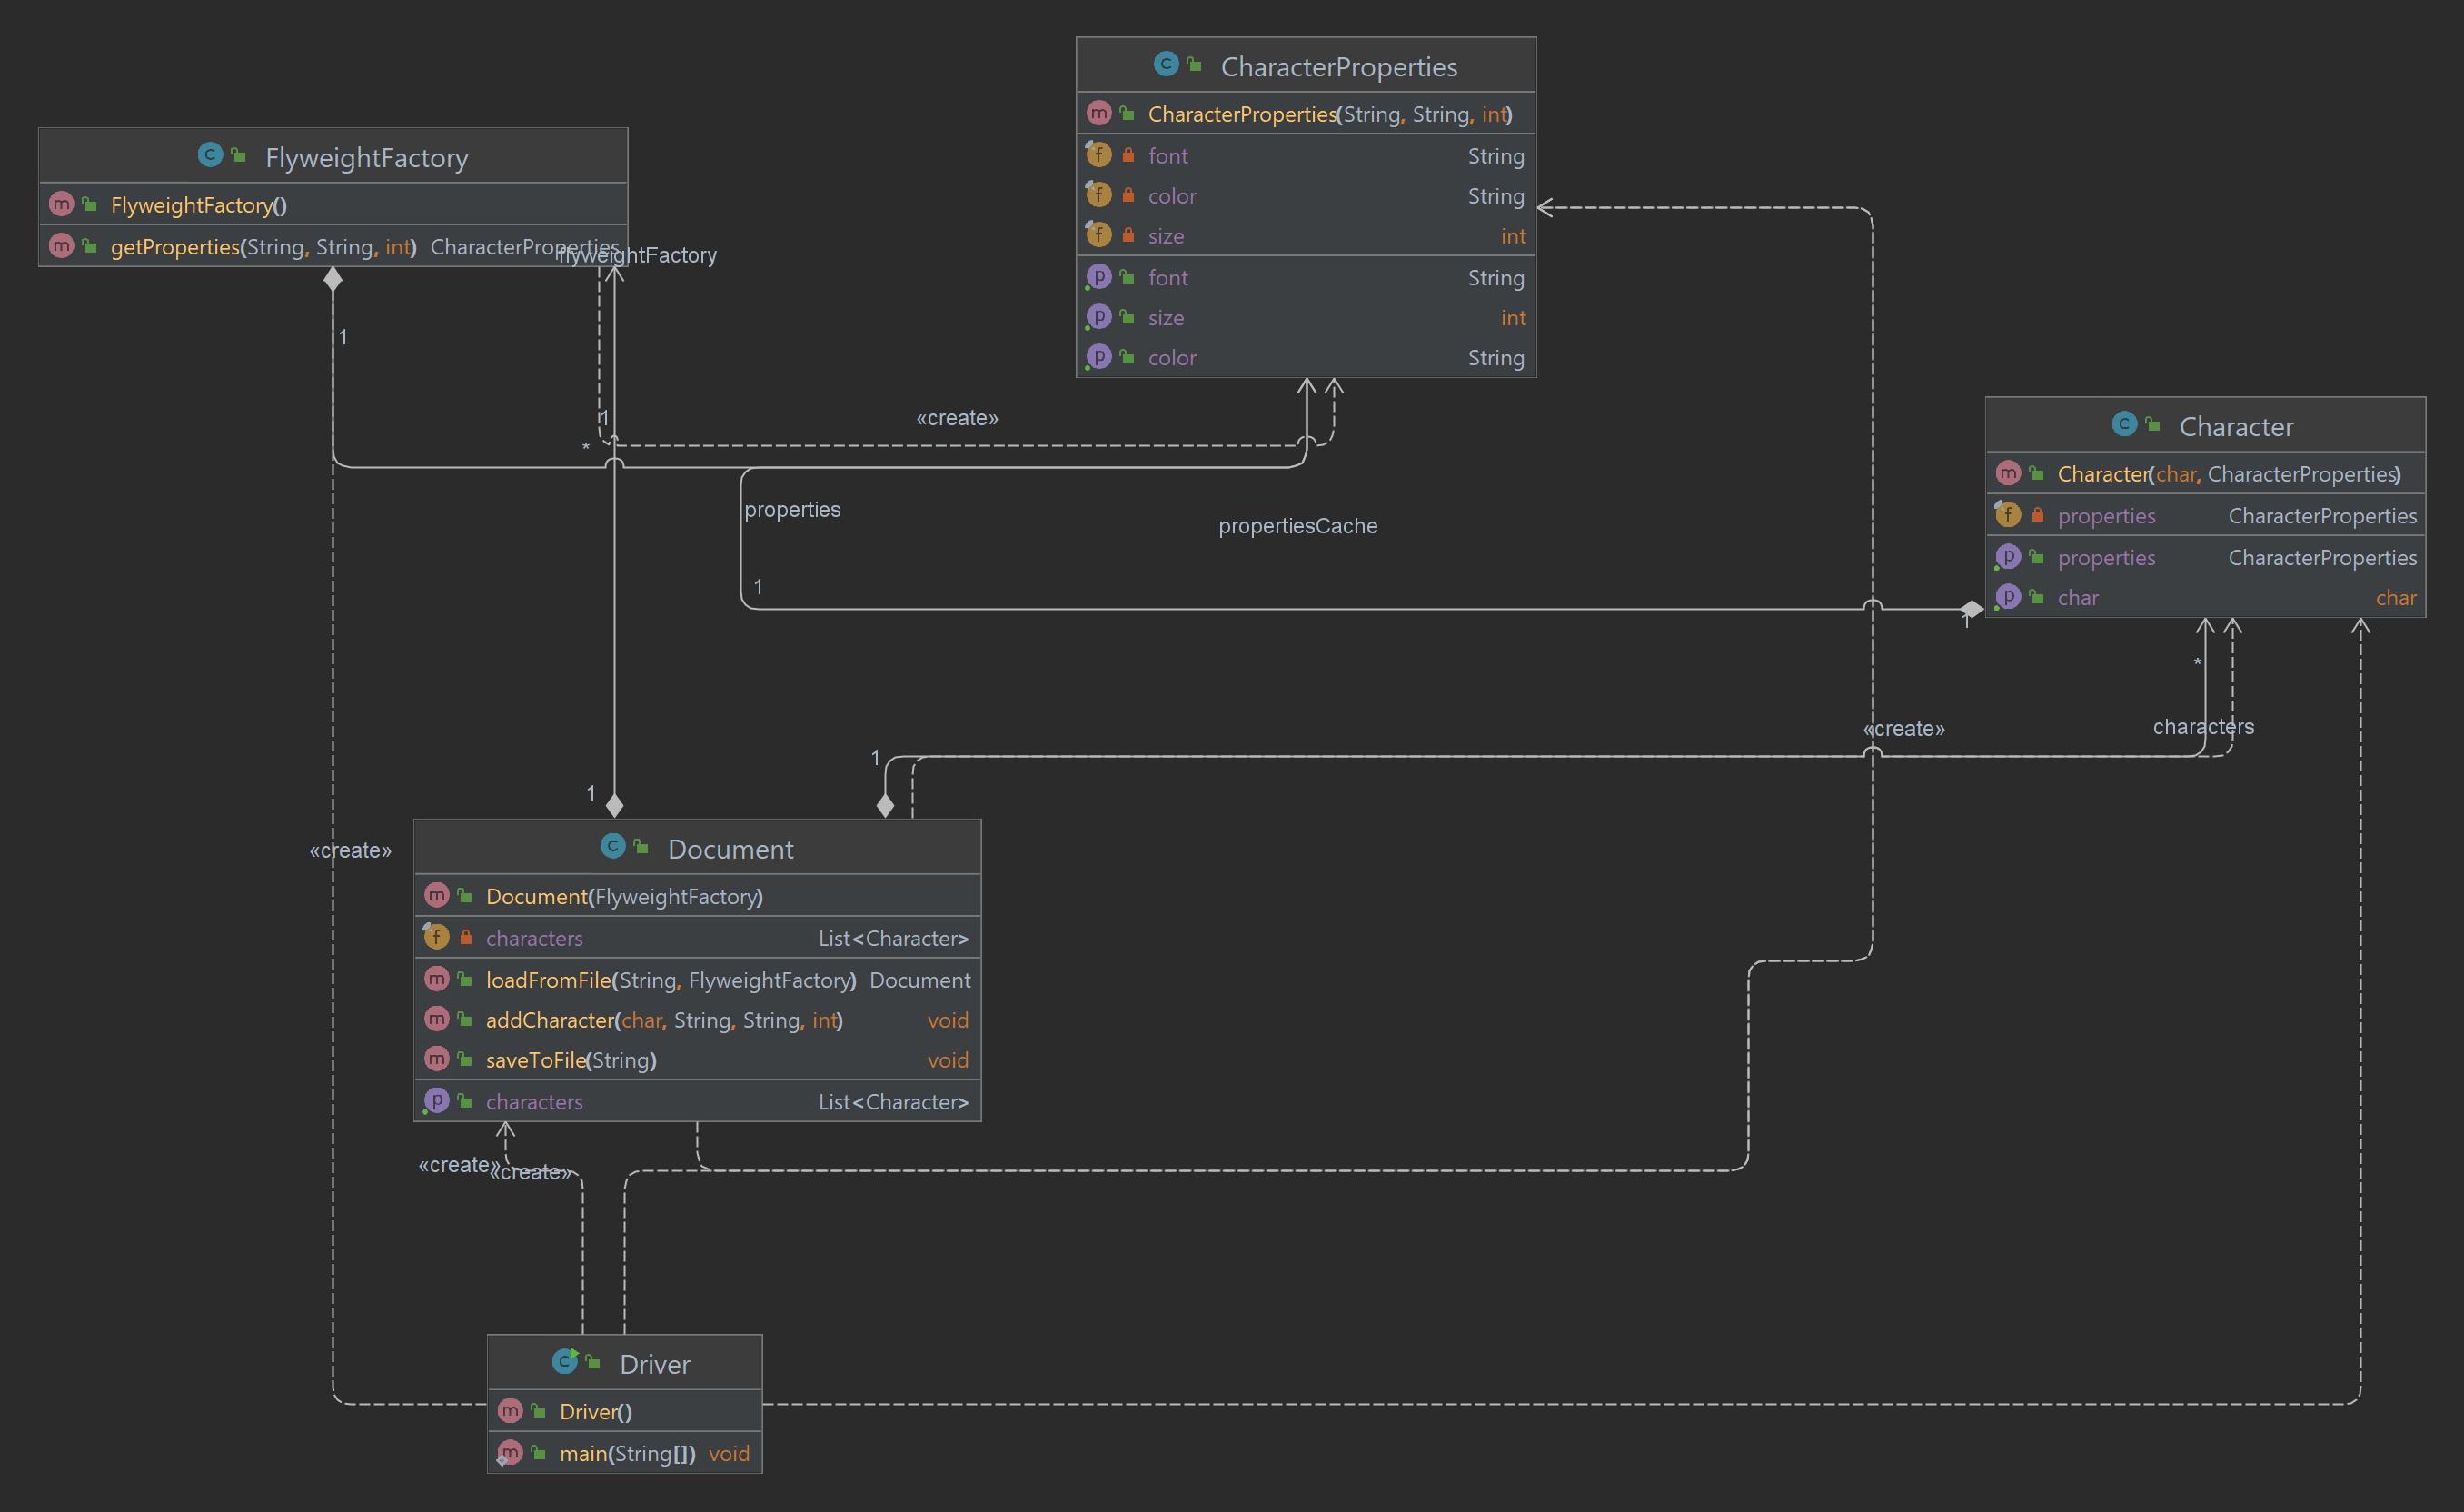 CharacterProperties
CharacterProperties(String, String, int)
font String
color String
size int
font String
size int
color String
FlyweightFactory
FlyweightFactory()
getProperties(String, String, int) CharacterProperties
flyweightFactory
1
1
«create»
*
Character
Character(char, CharacterProperties)
properties CharacterProperties
properties CharacterProperties
char char
properties
propertiesCache
1
1
*
«create»
characters
1
1
«create»
Document
Document(FlyweightFactory)
characters List<Character>
loadFromFile(String, FlyweightFactory) Document
addCharacter(char, String, String, int) void
saveToFile(String) void
characters List<Character>
«create»
«create»
Driver
Driver()
main(String[]) void